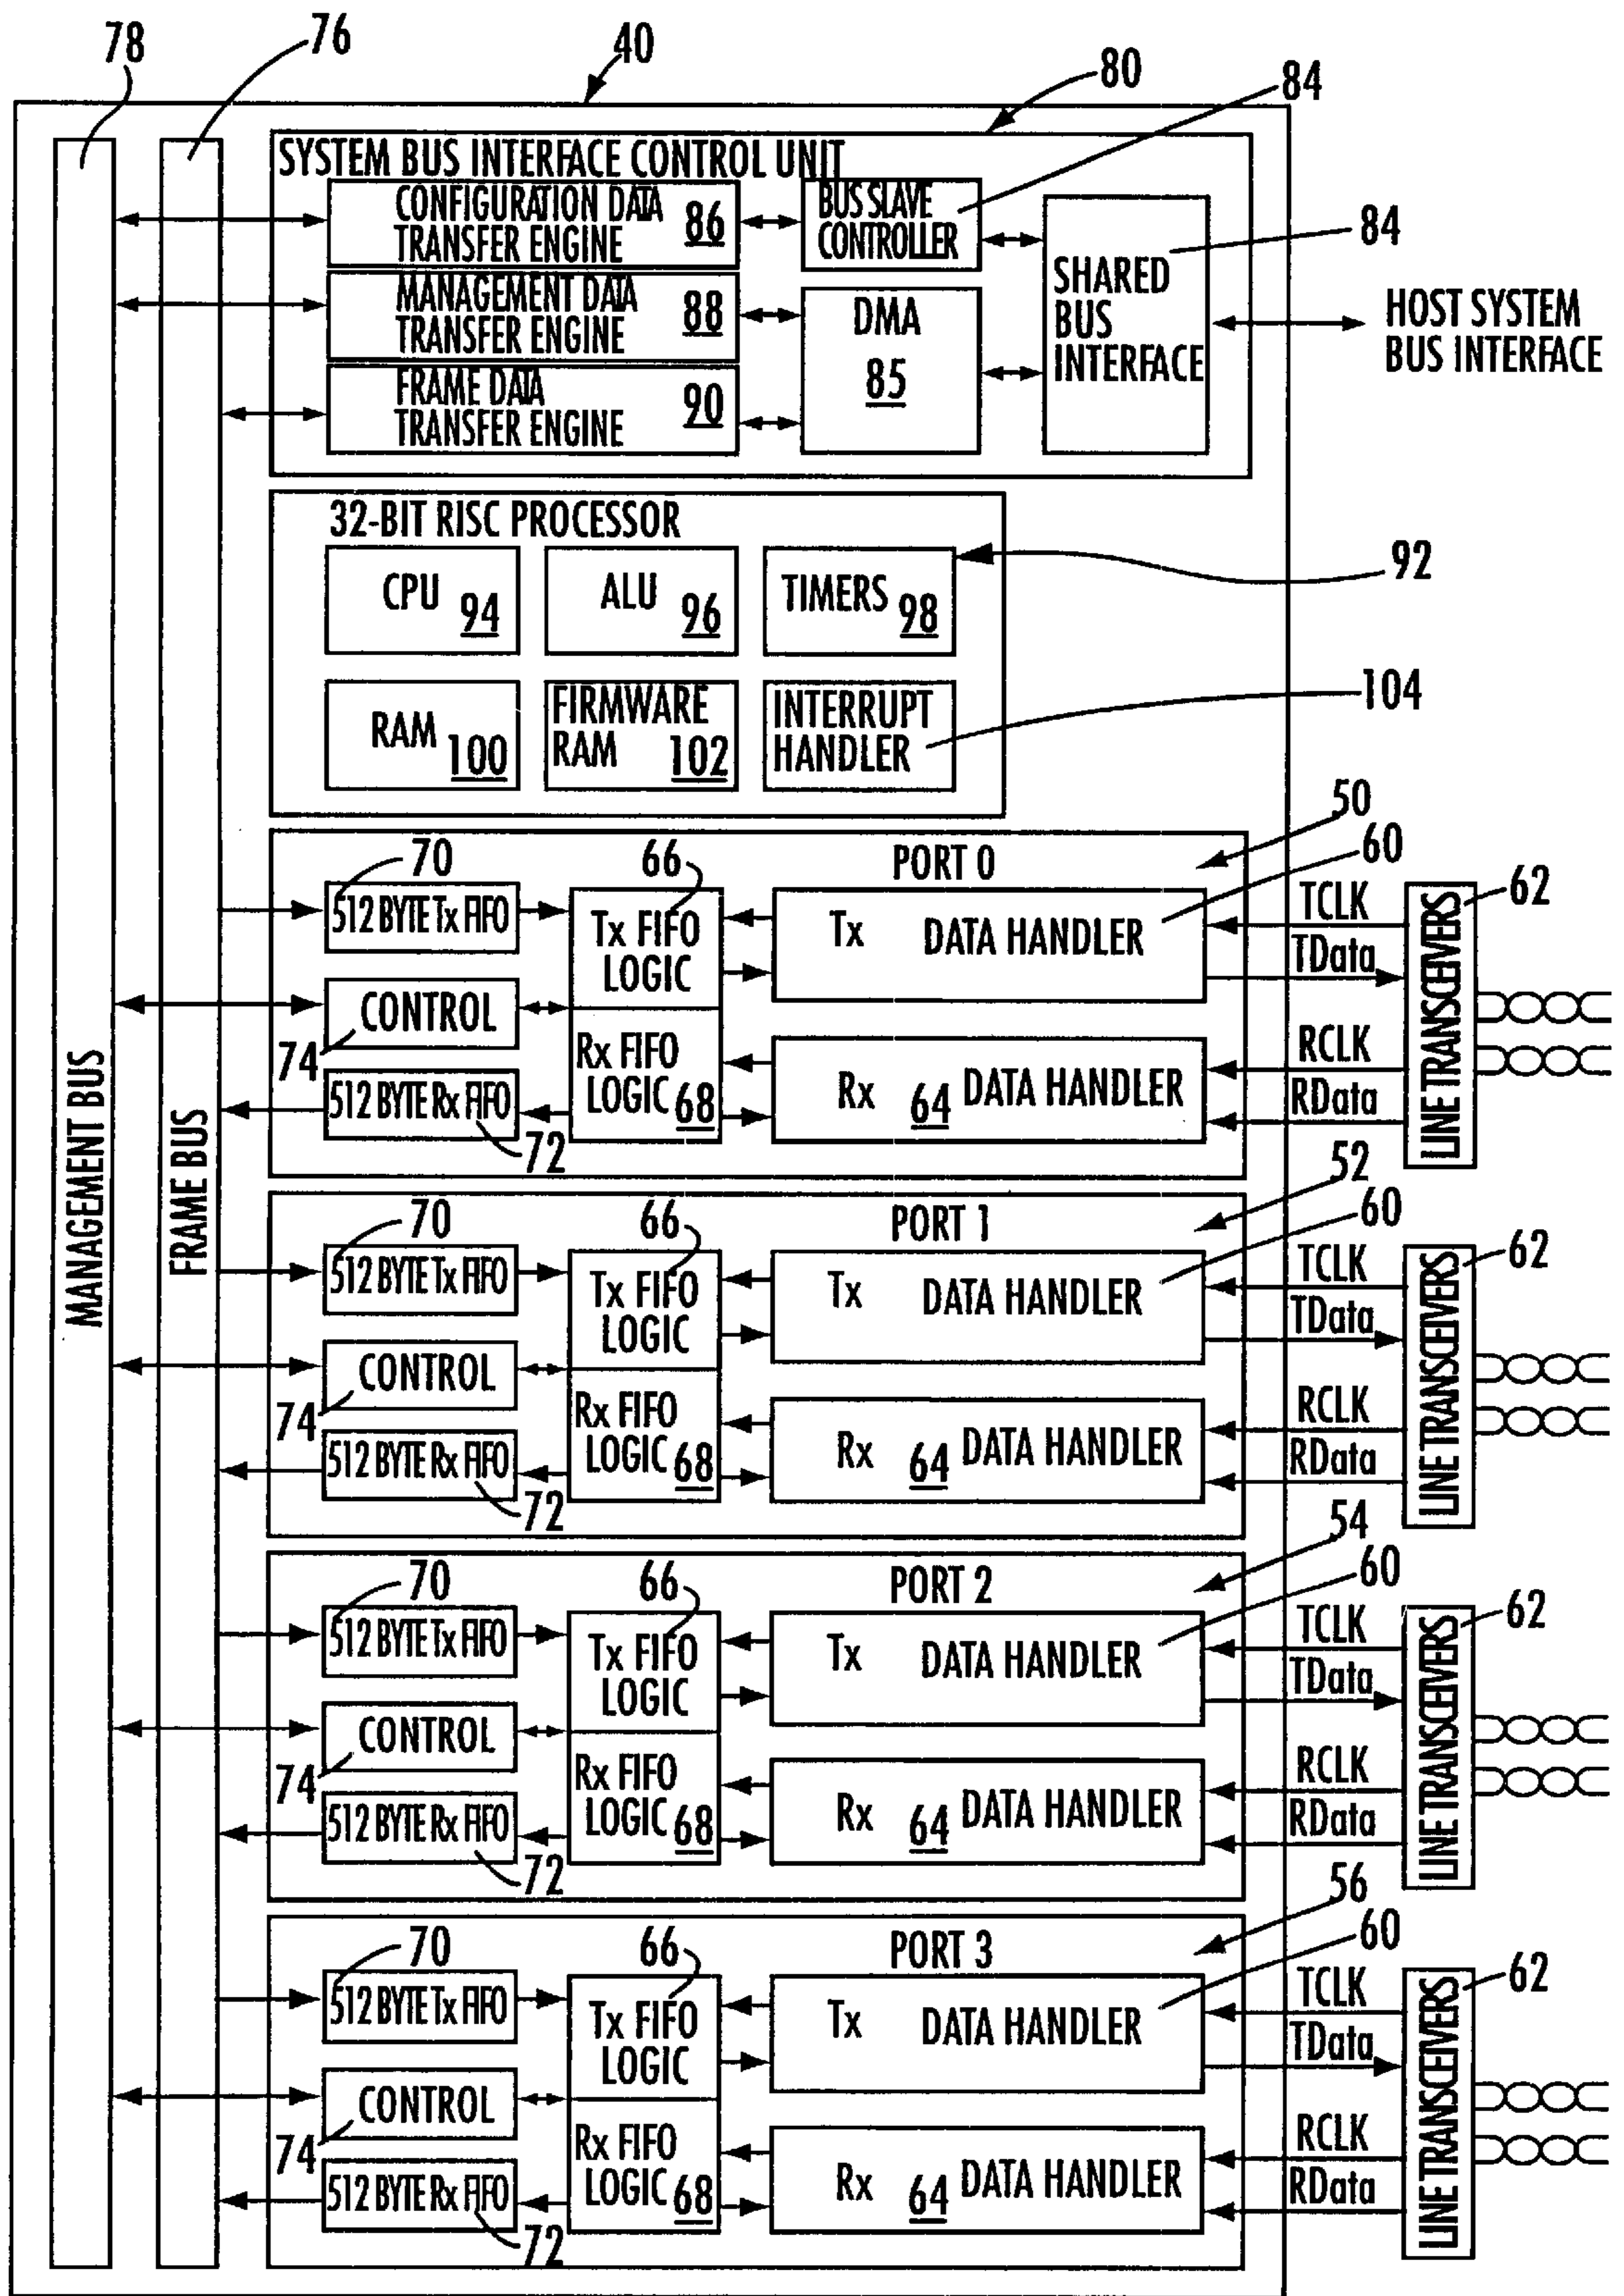 78
76
40
80
84
SYSTEM BUS INTERFACE CONTROL UNIT
CONFIGURATION DATA
TRANSFER ENGINE 86
BUS SLAVE
CONTROLLER
84
MANAGEMENT DATA
TRANSFER ENGINE 88
DMA
85
SHARED
BUS
INTERFACE
HOST SYSTEM
BUS INTERFACE
FRAME DATA
TRANSFER ENGINE 90
32-BIT RISC PROCESSOR
CPU 94
ALU 96
TIMERS 98
92
RAM 100
FIRMWARE
RAM 102
INTERRUPT
HANDLER
104
MANAGEMENT BUS
FRAME BUS
50
70
66
PORT 0
60
62
512 BYTE Tx FIFO
Tx FIFO
LOGIC
Tx DATA HANDLER
TCLK
TData
LINE TRANSCEIVERS
CONTROL
74
Rx FIFO
LOGIC 68
Rx 64 DATA HANDLER
RCLK
RData
512 BYTE Rx FIFO
72
52
70
66
PORT 1
60
62
512 BYTE Tx FIFO
Tx FIFO
LOGIC
Tx DATA HANDLER
TCLK
TData
LINE TRANSCEIVERS
CONTROL
74
Rx FIFO
LOGIC 68
Rx 64 DATA HANDLER
RCLK
RData
512 BYTE Rx FIFO
72
54
70
66
PORT 2
60
62
512 BYTE Tx FIFO
Tx FIFO
LOGIC
Tx DATA HANDLER
TCLK
TData
LINE TRANSCEIVERS
CONTROL
74
Rx FIFO
LOGIC 68
Rx 64 DATA HANDLER
RCLK
RData
512 BYTE Rx FIFO
72
56
70
66
PORT 3
60
62
512 BYTE Tx FIFO
Tx FIFO
LOGIC
Tx DATA HANDLER
TCLK
TData
LINE TRANSCEIVERS
CONTROL
74
Rx FIFO
LOGIC 68
Rx 64 DATA HANDLER
RCLK
RData
512 BYTE Rx FIFO
72